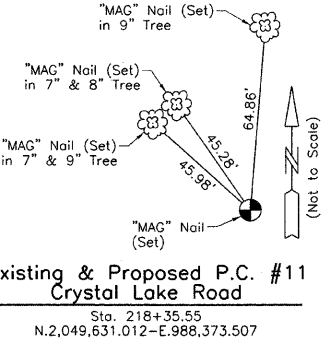 "MAG" Nail (Set)
in 9" Tree
"MAG" Nail (Set)
in 7" & 8" Tree
"MAG" Nail (Set)
in 7" & 9" Tree
64.86'
45.28'
45.98'
N
(Not to Scale)
"MAG" Nail
(Set)
xisting & Proposed P.C. #11
Crystal Lake Road
Sta. 218+35.55
N.2,049,631.012–E.988,373.507